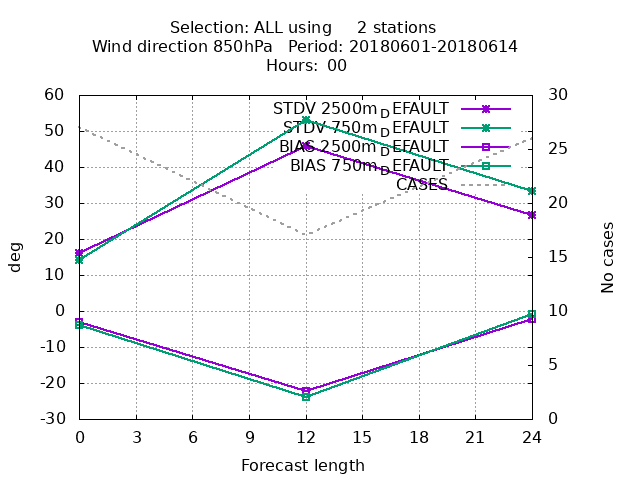 Selection: ALL using     2 stations
Wind direction 850hPa   Period: 20180601-20180614
Hours: 00
60 30
STDV 2500m_DEFAULT
50
STDV 750m_DEFAULT
25
BIAS 2500m_DEFAULT
40
BIAS 750m_DEFAULT
CASES
30 20
20
15
10
0 10
-10
5
-20
-30 0
deg
No cases
0 3 6 9 12 15 18 21 24
Forecast length